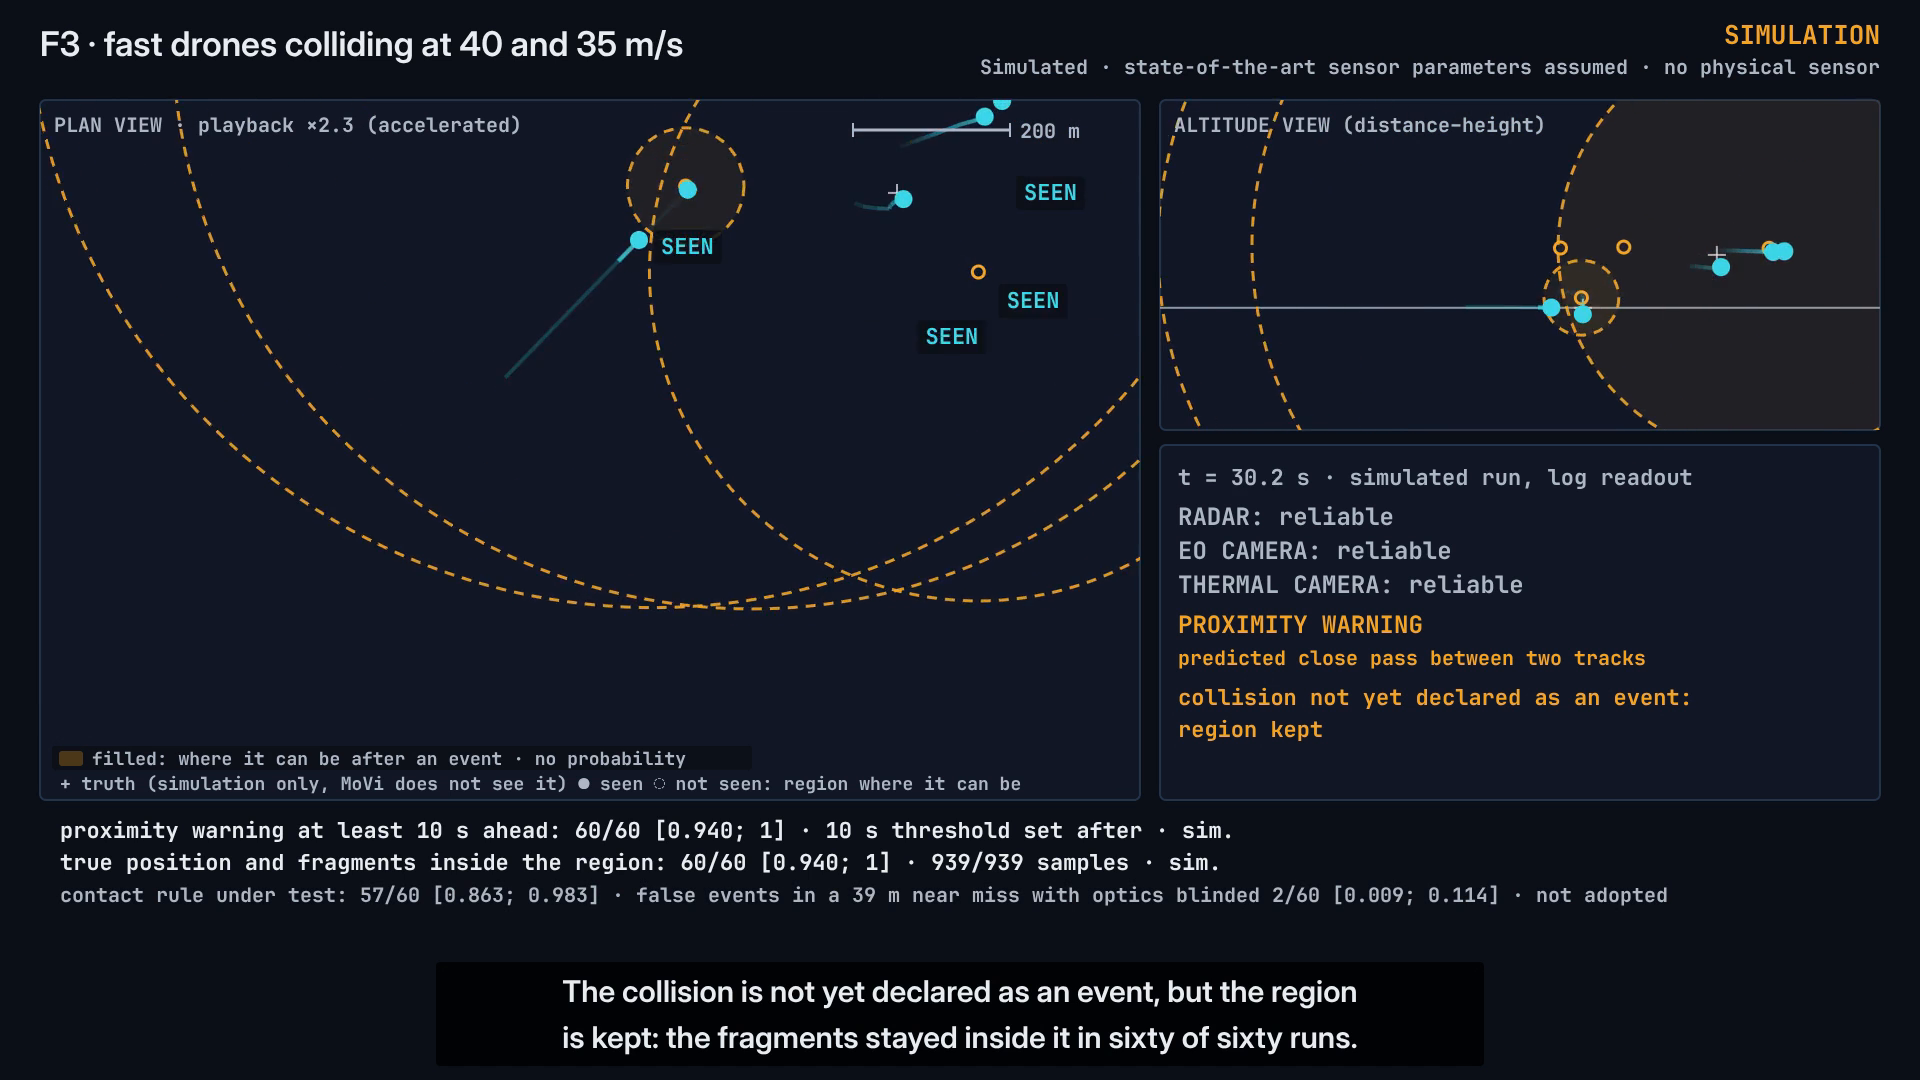 F3 · fast drones colliding at 40 and 35 m/s
SIMULATION
Simulated · state-of-the-art sensor parameters assumed · no physical sensor
PLAN VIEW · playback ×2.3 (accelerated)
200 m
SEEN
SEEN
SEEN
SEEN
filled: where it can be after an event · no probability
+ truth (simulation only, MoVi does not see it) ● seen ◌ not seen: region where it can be
ALTITUDE VIEW (distance-height)
t = 30.2 s · simulated run, log readout
RADAR: reliable
EO CAMERA: reliable
THERMAL CAMERA: reliable
PROXIMITY WARNING
predicted close pass between two tracks
collision not yet declared as an event:
region kept
proximity warning at least 10 s ahead: 60/60 [0.940; 1] · 10 s threshold set after · sim.
true position and fragments inside the region: 60/60 [0.940; 1] · 939/939 samples · sim.
contact rule under test: 57/60 [0.863; 0.983] · false events in a 39 m near miss with optics blinded 2/60 [0.009; 0.114] · not adopted
The collision is not yet declared as an event, but the region
is kept: the fragments stayed inside it in sixty of sixty runs.